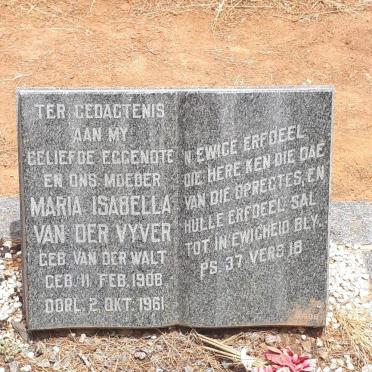 TER GEDAGTENIS
AAN MY
GELIEFDE EGGENOTE
EN ONS MOEDER
MARIA ISABELLA
VAN DER VYVER
GEB. VAN DER WALT
GEB. 11 FEB. 1908
OORL. 2. OKT. 1961
'N EWIGE ERFDEEL
DIE HERE KEN DIE DAE
VAN DIE OPREGTES, EN
HULLE ERFDEEL SAL
TOT IN EWIGHEID BLY.
PS. 37 VERS 18